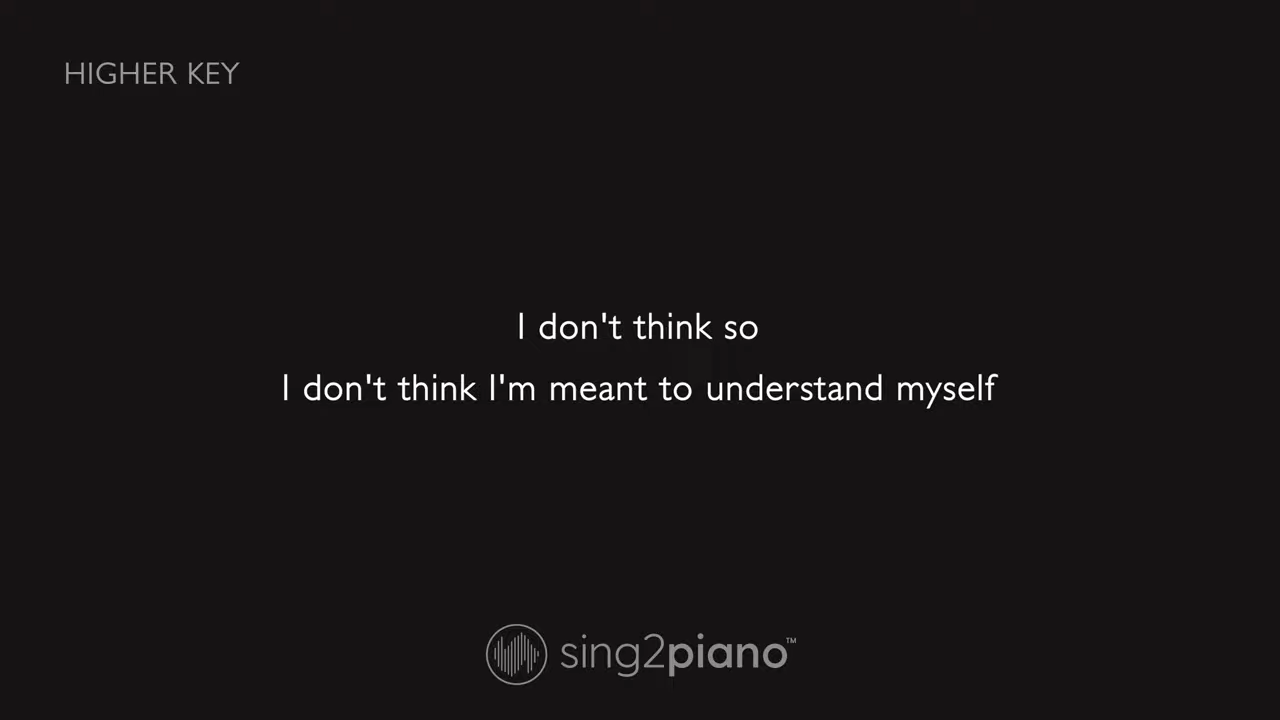 HIGHER KEY
I don't think so
I don't think I'm meant to understand myself
sing2piano™